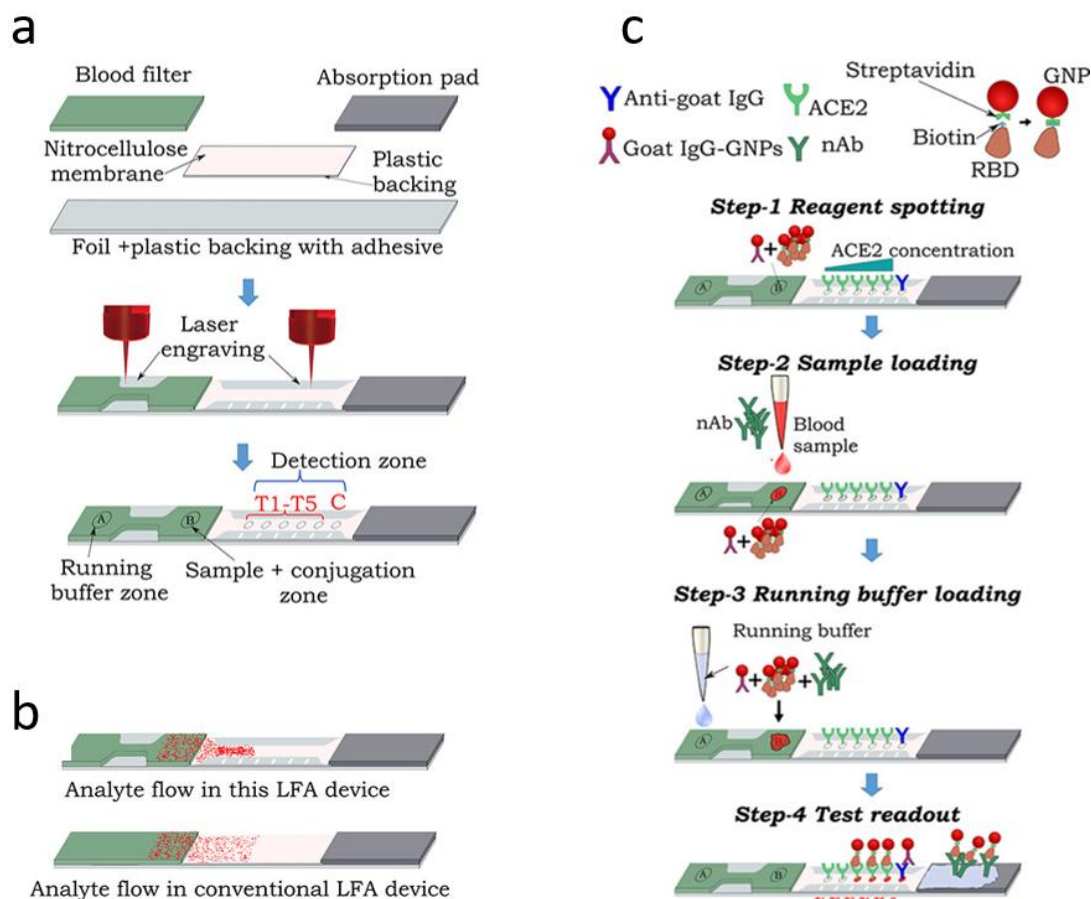 a
Blood filter
Absorption pad
Nitrocellulose
membrane
Plastic
backing
Foil +plastic backing with adhesive
Laser
engraving
Detection zone
T1-T5 C
A
B
Running
buffer zone
Sample + conjugation
zone
b
Analyte flow in this LFA device
Analyte flow in conventional LFA device
c
Streptavidin
GNP
Anti-goat IgG
ACE2
Biotin
Goat IgG-GNPs
nAb
RBD
Step-1 Reagent spotting
+
ACE2 concentration
A
B
Step-2 Sample loading
nAb
Blood
sample
A
B
+
Step-3 Running buffer loading
Running buffer
+ +
A
B
Step-4 Test readout
A
B